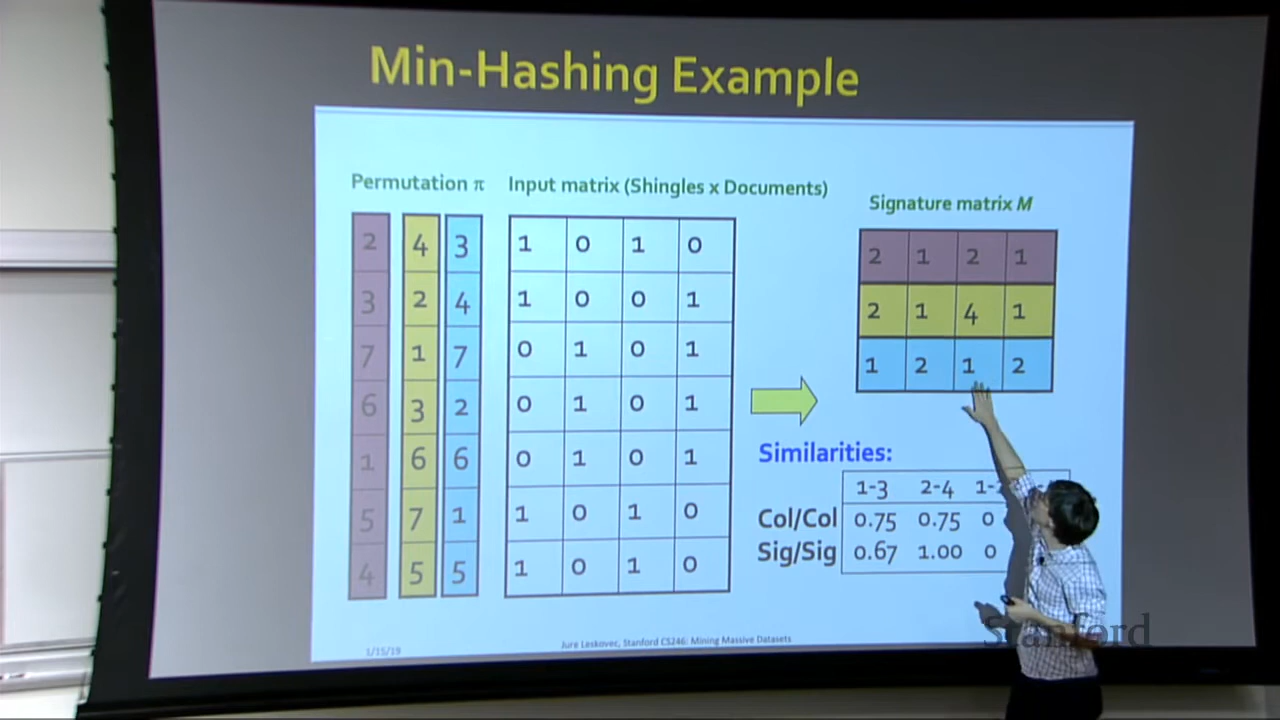 Min-Hashing Example
Permutation π Input matrix (Shingles x Documents)
Signature matrix M
2 4 3 1 0 1 0
3 2 4 1 0 0 1
7 1 7 0 1 0 1
6 3 2 0 1 0 1
1 6 6 0 1 0 1
5 7 1 1 0 1 0
4 5 5 1 0 1 0
2 1 2 1
2 1 4 1
1 2 1 2
Similarities:
1-3 2-4
Col/Col 0.75 0.75 0
Sig/Sig 0.67 1.00 0
Stanford
1/15/19
Jure Leskovec, Stanford CS246: Mining Massive Datasets